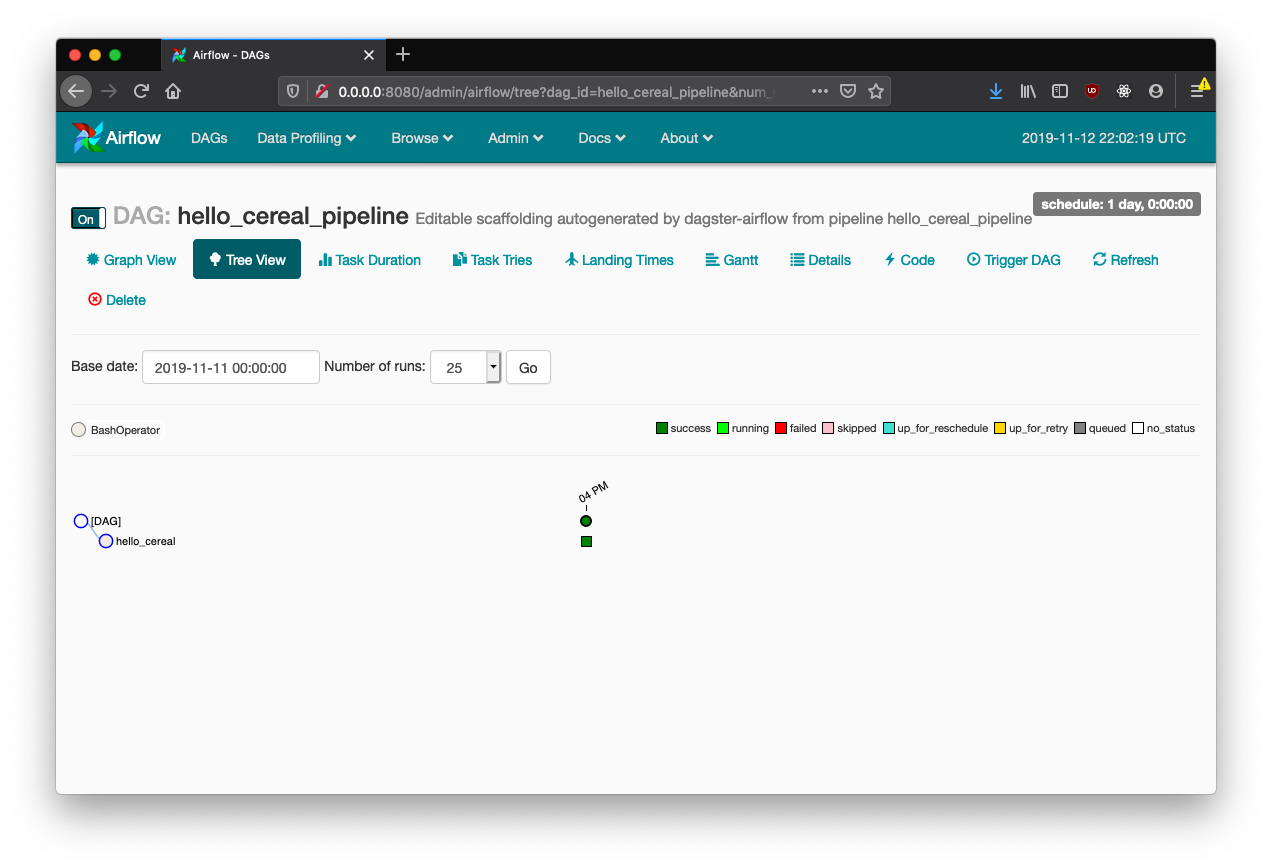 Airflow - DAGs
0.0.0.0:8080/admin/airflow/tree?dag_id=hello_cereal_pipeline&num_
Airflow DAGs Data Profiling Browse Admin Docs About 2019-11-12 22:02:19 UTC
schedule: 1 day, 0:00:00
On DAG: hello_cereal_pipeline Editable scaffolding autogenerated by dagster-airflow from pipeline hello_cereal_pipeline
Graph View Tree View Task Duration Task Tries Landing Times Gantt Details Code Trigger DAG Refresh
Delete
Base date: 2019-11-11 00:00:00 Number of runs: 25 Go
BashOperator success running failed skipped up_for_reschedule up_for_retry queued no_status
04 PM
[DAG]
hello_cereal